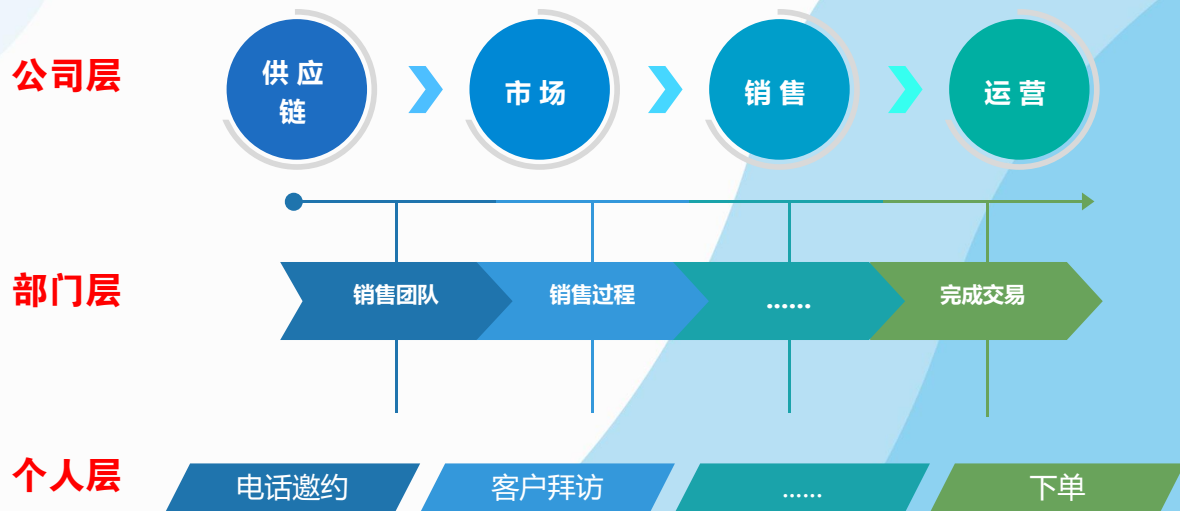 公司层
供 应
链
市 场
销 售
运 营
部门层
销售团队
销售过程
......
完成交易
个人层
电话邀约
客户拜访
......
下单